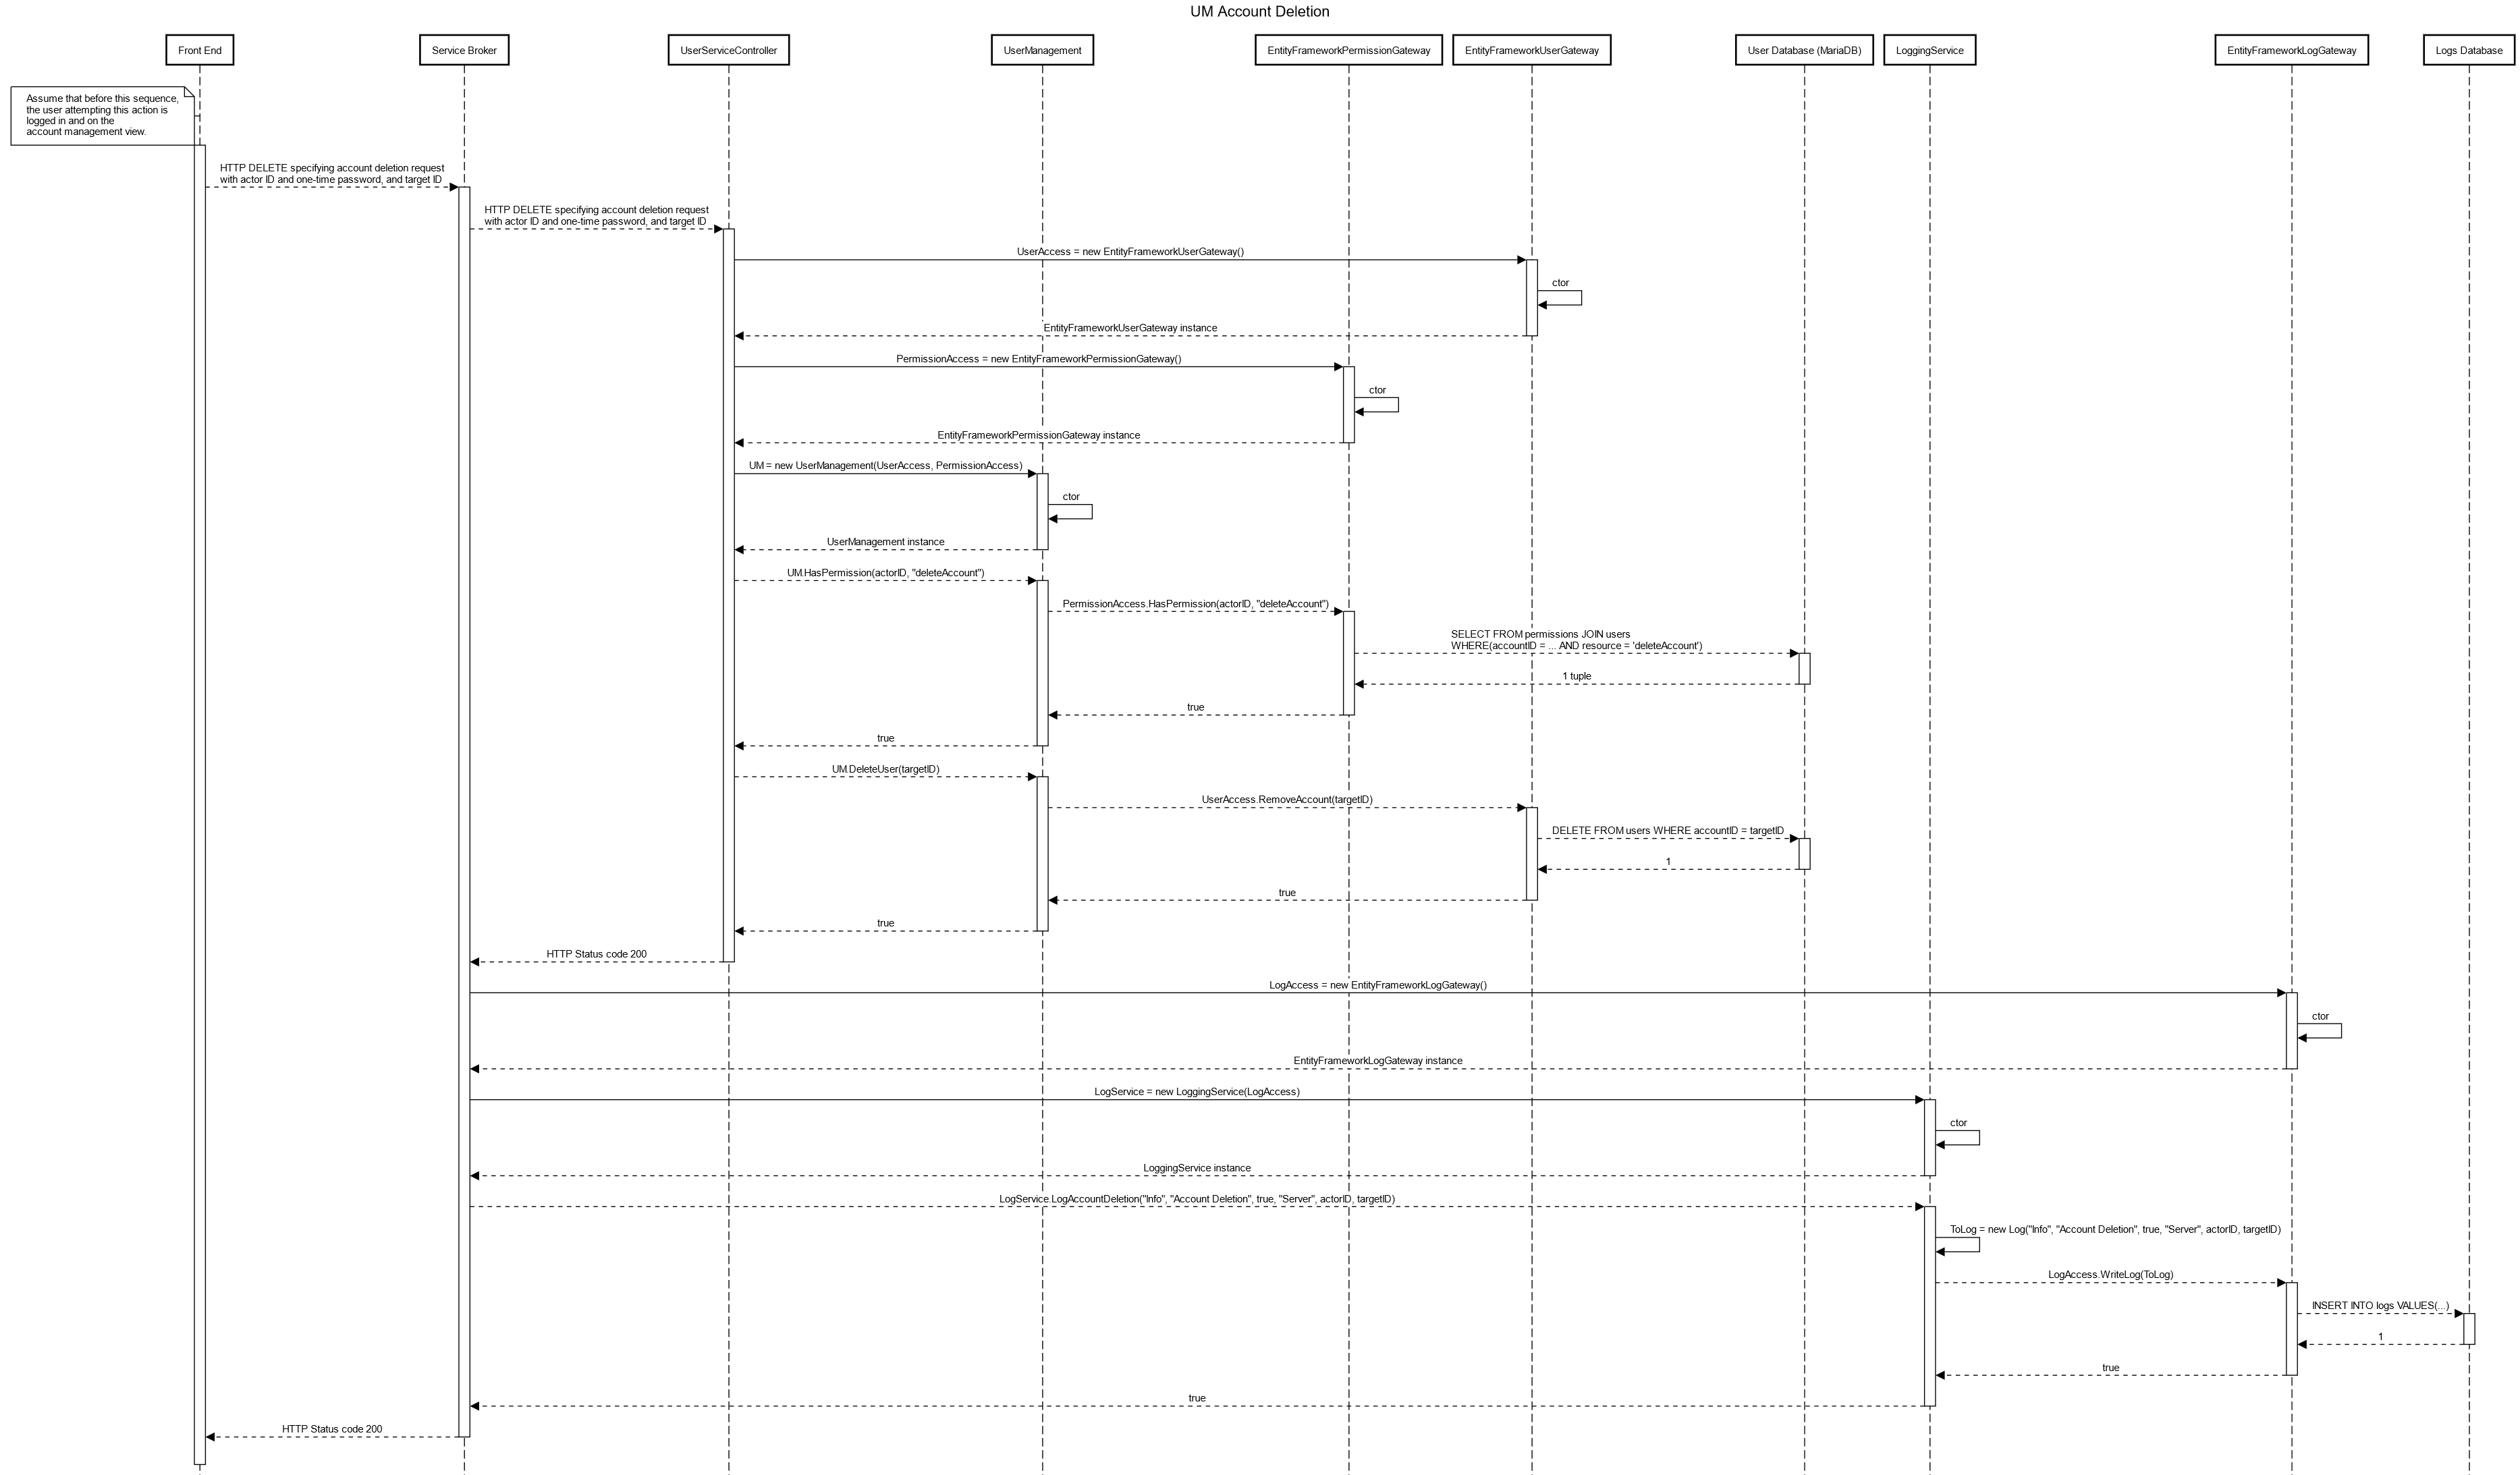 UM Account Deletion
Front End
Service Broker
UserServiceController
UserManagement
EntityFrameworkPermissionGateway
EntityFrameworkUserGateway
User Database (MariaDB)
LoggingService
EntityFrameworkLogGateway
Logs Database
Assume that before this sequence,
the user attempting this action is
logged in and on the
account management view.
HTTP DELETE specifying account deletion request
with actor ID and one-time password, and target ID
HTTP DELETE specifying account deletion request
with actor ID and one-time password, and target ID
UserAccess = new EntityFrameworkUserGateway()
ctor
EntityFrameworkUserGateway instance
PermissionAccess = new EntityFrameworkPermissionGateway()
ctor
EntityFrameworkPermissionGateway instance
UM = new UserManagement(UserAccess, PermissionAccess)
ctor
UserManagement instance
UM.HasPermission(actorID, "deleteAccount")
PermissionAccess.HasPermission(actorID, "deleteAccount")
SELECT FROM permissions JOIN users
WHERE(accountID = ... AND resource = 'deleteAccount')
1 tuple
true
true
UM.DeleteUser(targetID)
UserAccess.RemoveAccount(targetID)
DELETE FROM users WHERE accountID = targetID
1
true
true
HTTP Status code 200
LogAccess = new EntityFrameworkLogGateway()
ctor
EntityFrameworkLogGateway instance
LogService = new LoggingService(LogAccess)
ctor
LoggingService instance
LogService.LogAccountDeletion("Info", "Account Deletion", true, "Server", actorID, targetID)
ToLog = new Log("Info", "Account Deletion", true, "Server", actorID, targetID)
LogAccess.WriteLog(ToLog)
INSERT INTO logs VALUES(...)
1
true
true
HTTP Status code 200